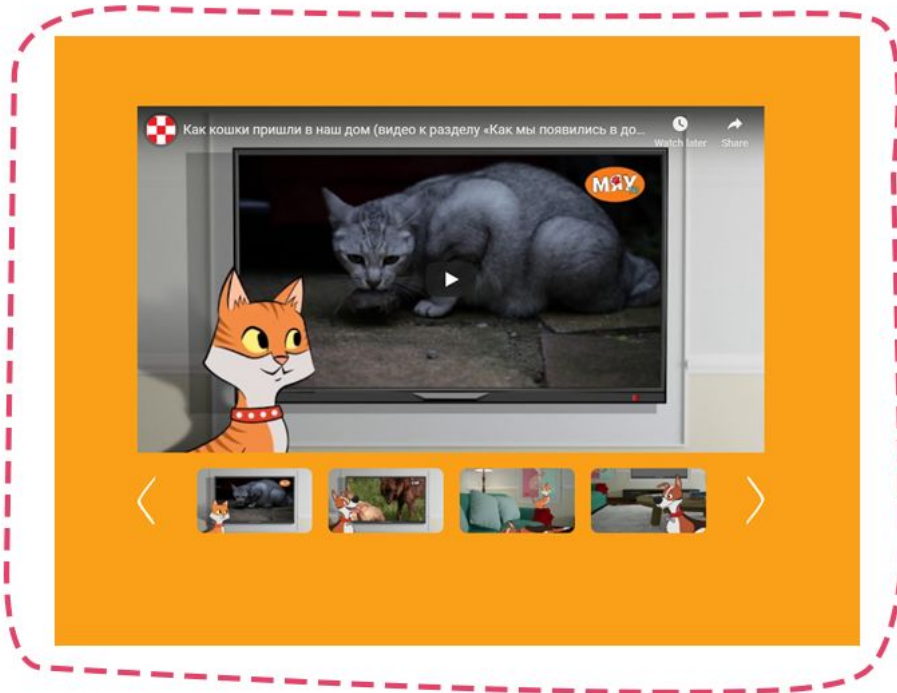 Как кошки пришли в наш дом (видео к разделу «Как мы появились в до...
Watch later
Share
МЯУ